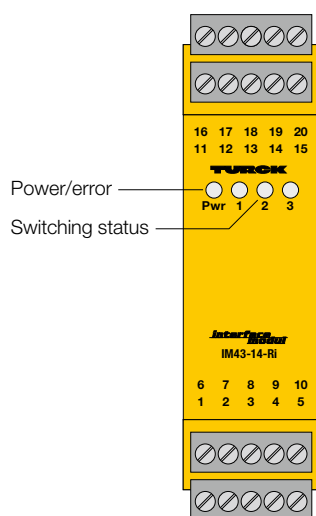 16 17 18 19 20
11 12 13 14 15
TURCK
Power/error
Pwr 1 2 3
Switching status
interface
modul
IM43-14-Ri
6 7 8 9 10
1 2 3 4 5